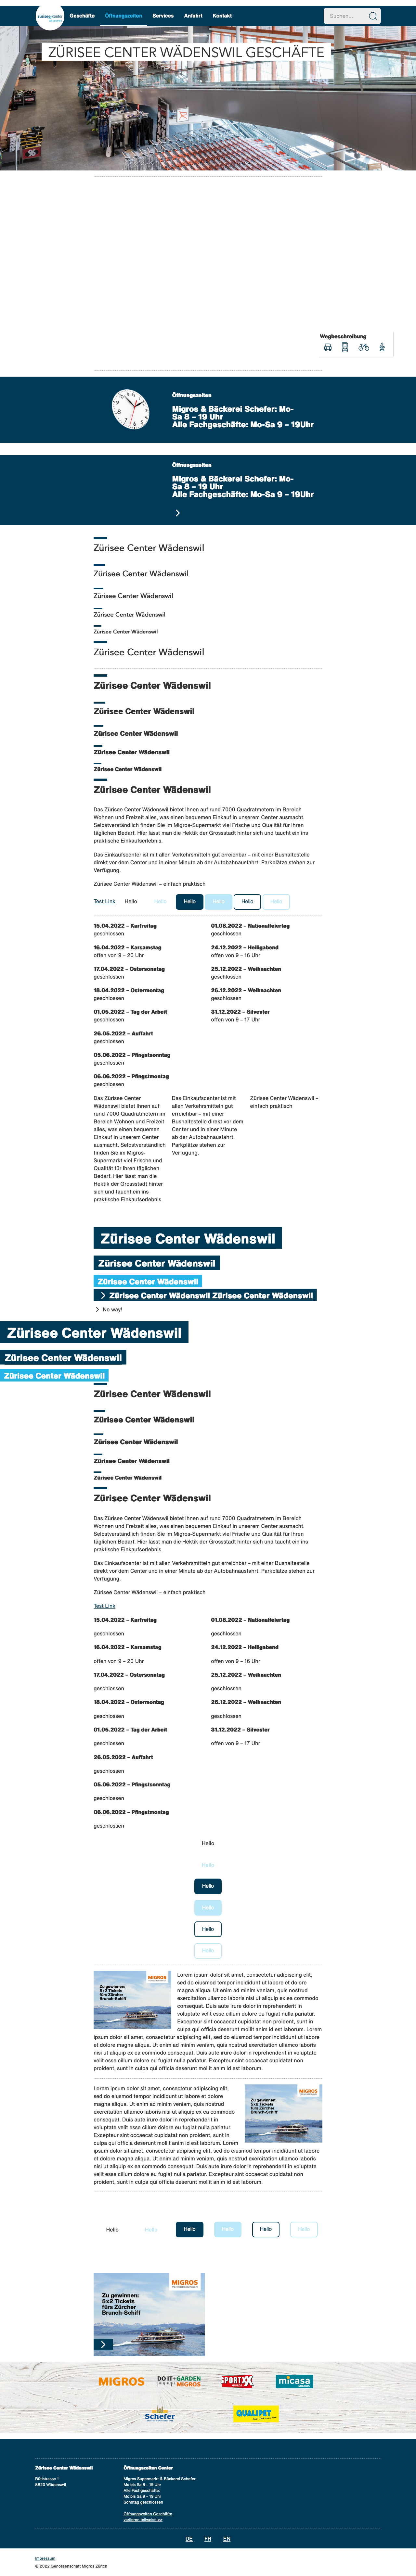 zürisee center
Geschäfte Öffnungszeiten Services Anfahrt Kontakt
Suchen...
ZÜRISEE CENTER WÄDENSWIL GESCHÄFTE
Wegbeschreibung
Öffnungszeiten
Migros & Bäckerei Schefer: Mo-
Sa 8 – 19 Uhr
Alle Fachgeschäfte: Mo-Sa 9 – 19Uhr
Öffnungszeiten
Migros & Bäckerei Schefer: Mo-
Sa 8 – 19 Uhr
Alle Fachgeschäfte: Mo-Sa 9 – 19Uhr
Zürisee Center Wädenswil
Zürisee Center Wädenswil
Zürisee Center Wädenswil
Zürisee Center Wädenswil
Zürisee Center Wädenswil
Zürisee Center Wädenswil
Zürisee Center Wädenswil
Zürisee Center Wädenswil
Zürisee Center Wädenswil
Zürisee Center Wädenswil
Zürisee Center Wädenswil
Zürisee Center Wädenswil
Das Zürisee Center Wädenswil bietet Ihnen auf rund 7000 Quadratmetern im Bereich
Wohnen und Freizeit alles, was einen bequemen Einkauf in unserem Center ausmacht.
Selbstverständlich finden Sie im Migros-Supermarkt viel Frische und Qualität für Ihren
täglichen Bedarf. Hier lässt man die Hektik der Grossstadt hinter sich und taucht ein ins
praktische Einkaufserlebnis.
Das Einkaufscenter ist mit allen Verkehrsmitteln gut erreichbar – mit einer Bushaltestelle
direkt vor dem Center und in einer Minute ab der Autobahnausfahrt. Parkplätze stehen zur
Verfügung.
Zürisee Center Wädenswil – einfach praktisch
Test Link Hello Hello Hello Hello Hello Hello
15.04.2022 – Karfreitag
geschlossen
16.04.2022 – Karsamstag
offen von 9 – 20 Uhr
17.04.2022 – Ostersonntag
geschlossen
18.04.2022 – Ostermontag
geschlossen
01.05.2022 – Tag der Arbeit
geschlossen
26.05.2022 – Auffahrt
geschlossen
05.06.2022 – Pfingstsonntag
geschlossen
06.06.2022 – Pfingstmontag
geschlossen
01.08.2022 – Nationalfeiertag
geschlossen
24.12.2022 – Heiligabend
offen von 9 – 16 Uhr
25.12.2022 – Weihnachten
geschlossen
26.12.2022 – Weihnachten
geschlossen
31.12.2022 – Silvester
offen von 9 – 17 Uhr
Das Zürisee Center
Wädenswil bietet Ihnen auf
rund 7000 Quadratmetern im
Bereich Wohnen und Freizeit
alles, was einen bequemen
Einkauf in unserem Center
ausmacht. Selbstverständlich
finden Sie im Migros-
Supermarkt viel Frische und
Qualität für Ihren täglichen
Bedarf. Hier lässt man die
Hektik der Grossstadt hinter
sich und taucht ein ins
praktische Einkaufserlebnis.
Das Einkaufscenter ist mit
allen Verkehrsmitteln gut
erreichbar – mit einer
Bushaltestelle direkt vor dem
Center und in einer Minute
ab der Autobahnausfahrt.
Parkplätze stehen zur
Verfügung.
Zürisee Center Wädenswil –
einfach praktisch
Zürisee Center Wädenswil
Zürisee Center Wädenswil
Zürisee Center Wädenswil
Zürisee Center Wädenswil Zürisee Center Wädenswil
No way!
Zürisee Center Wädenswil
Zürisee Center Wädenswil
Zürisee Center Wädenswil
Zürisee Center Wädenswil
Zürisee Center Wädenswil
Zürisee Center Wädenswil
Zürisee Center Wädenswil
Zürisee Center Wädenswil
Zürisee Center Wädenswil
Das Zürisee Center Wädenswil bietet Ihnen auf rund 7000 Quadratmetern im Bereich
Wohnen und Freizeit alles, was einen bequemen Einkauf in unserem Center ausmacht.
Selbstverständlich finden Sie im Migros-Supermarkt viel Frische und Qualität für Ihren
täglichen Bedarf. Hier lässt man die Hektik der Grossstadt hinter sich und taucht ein ins
praktische Einkaufserlebnis.
Das Einkaufscenter ist mit allen Verkehrsmitteln gut erreichbar – mit einer Bushaltestelle
direkt vor dem Center und in einer Minute ab der Autobahnausfahrt. Parkplätze stehen zur
Verfügung.
Zürisee Center Wädenswil – einfach praktisch
Test Link
15.04.2022 – Karfreitag
geschlossen
16.04.2022 – Karsamstag
offen von 9 – 20 Uhr
17.04.2022 – Ostersonntag
geschlossen
18.04.2022 – Ostermontag
geschlossen
01.05.2022 – Tag der Arbeit
geschlossen
26.05.2022 – Auffahrt
geschlossen
05.06.2022 – Pfingstsonntag
geschlossen
06.06.2022 – Pfingstmontag
geschlossen
01.08.2022 – Nationalfeiertag
geschlossen
24.12.2022 – Heiligabend
offen von 9 – 16 Uhr
25.12.2022 – Weihnachten
geschlossen
26.12.2022 – Weihnachten
geschlossen
31.12.2022 – Silvester
offen von 9 – 17 Uhr
Hello
Hello
Hello
Hello
Hello
Hello
MIGROS
Zu gewinnen:
5x2 Tickets
fürs Zürcher
Brunch-Schiff
Lorem ipsum dolor sit amet, consectetur adipiscing elit,
sed do eiusmod tempor incididunt ut labore et dolore
magna aliqua. Ut enim ad minim veniam, quis nostrud
exercitation ullamco laboris nisi ut aliquip ex ea commodo
consequat. Duis aute irure dolor in reprehenderit in
voluptate velit esse cillum dolore eu fugiat nulla pariatur.
Excepteur sint occaecat cupidatat non proident, sunt in
culpa qui officia deserunt mollit anim id est laborum. Lorem
ipsum dolor sit amet, consectetur adipiscing elit, sed do eiusmod tempor incididunt ut labore
et dolore magna aliqua. Ut enim ad minim veniam, quis nostrud exercitation ullamco laboris
nisi ut aliquip ex ea commodo consequat. Duis aute irure dolor in reprehenderit in voluptate
velit esse cillum dolore eu fugiat nulla pariatur. Excepteur sint occaecat cupidatat non
proident, sunt in culpa qui officia deserunt mollit anim id est laborum.
Lorem ipsum dolor sit amet, consectetur adipiscing elit,
sed do eiusmod tempor incididunt ut labore et dolore
magna aliqua. Ut enim ad minim veniam, quis nostrud
exercitation ullamco laboris nisi ut aliquip ex ea commodo
consequat. Duis aute irure dolor in reprehenderit in
voluptate velit esse cillum dolore eu fugiat nulla pariatur.
Excepteur sint occaecat cupidatat non proident, sunt in
culpa qui officia deserunt mollit anim id est laborum. Lorem
ipsum dolor sit amet, consectetur adipiscing elit, sed do eiusmod tempor incididunt ut labore
et dolore magna aliqua. Ut enim ad minim veniam, quis nostrud exercitation ullamco laboris
nisi ut aliquip ex ea commodo consequat. Duis aute irure dolor in reprehenderit in voluptate
velit esse cillum dolore eu fugiat nulla pariatur. Excepteur sint occaecat cupidatat non
proident, sunt in culpa qui officia deserunt mollit anim id est laborum.
MIGROS
Zu gewinnen:
5x2 Tickets
fürs Zürcher
Brunch-Schiff
Hello Hello Hello Hello Hello Hello
MIGROS
Zu gewinnen:
5x2 Tickets
fürs Zürcher
Brunch-Schiff
MIGROS
DO IT + GARDEN
MIGROS
SPORTXX
micasa
Schefer
QUALIPET
Zürisee Center Wädenswil
Rütistrasse 1
8820 Wädenswil
Öffnungszeiten Center
Migros Supermarkt & Bäckerei Schefer:
Mo bis Sa 8 – 19 Uhr
Alle Fachgeschäfte:
Mo bis Sa 9 – 19 Uhr
Sonntag geschlossen
Öffnungszeiten Geschäfte
variieren teilweise >>
DE FR EN
Impressum
© 2022 Genossenschaft Migros Zürich